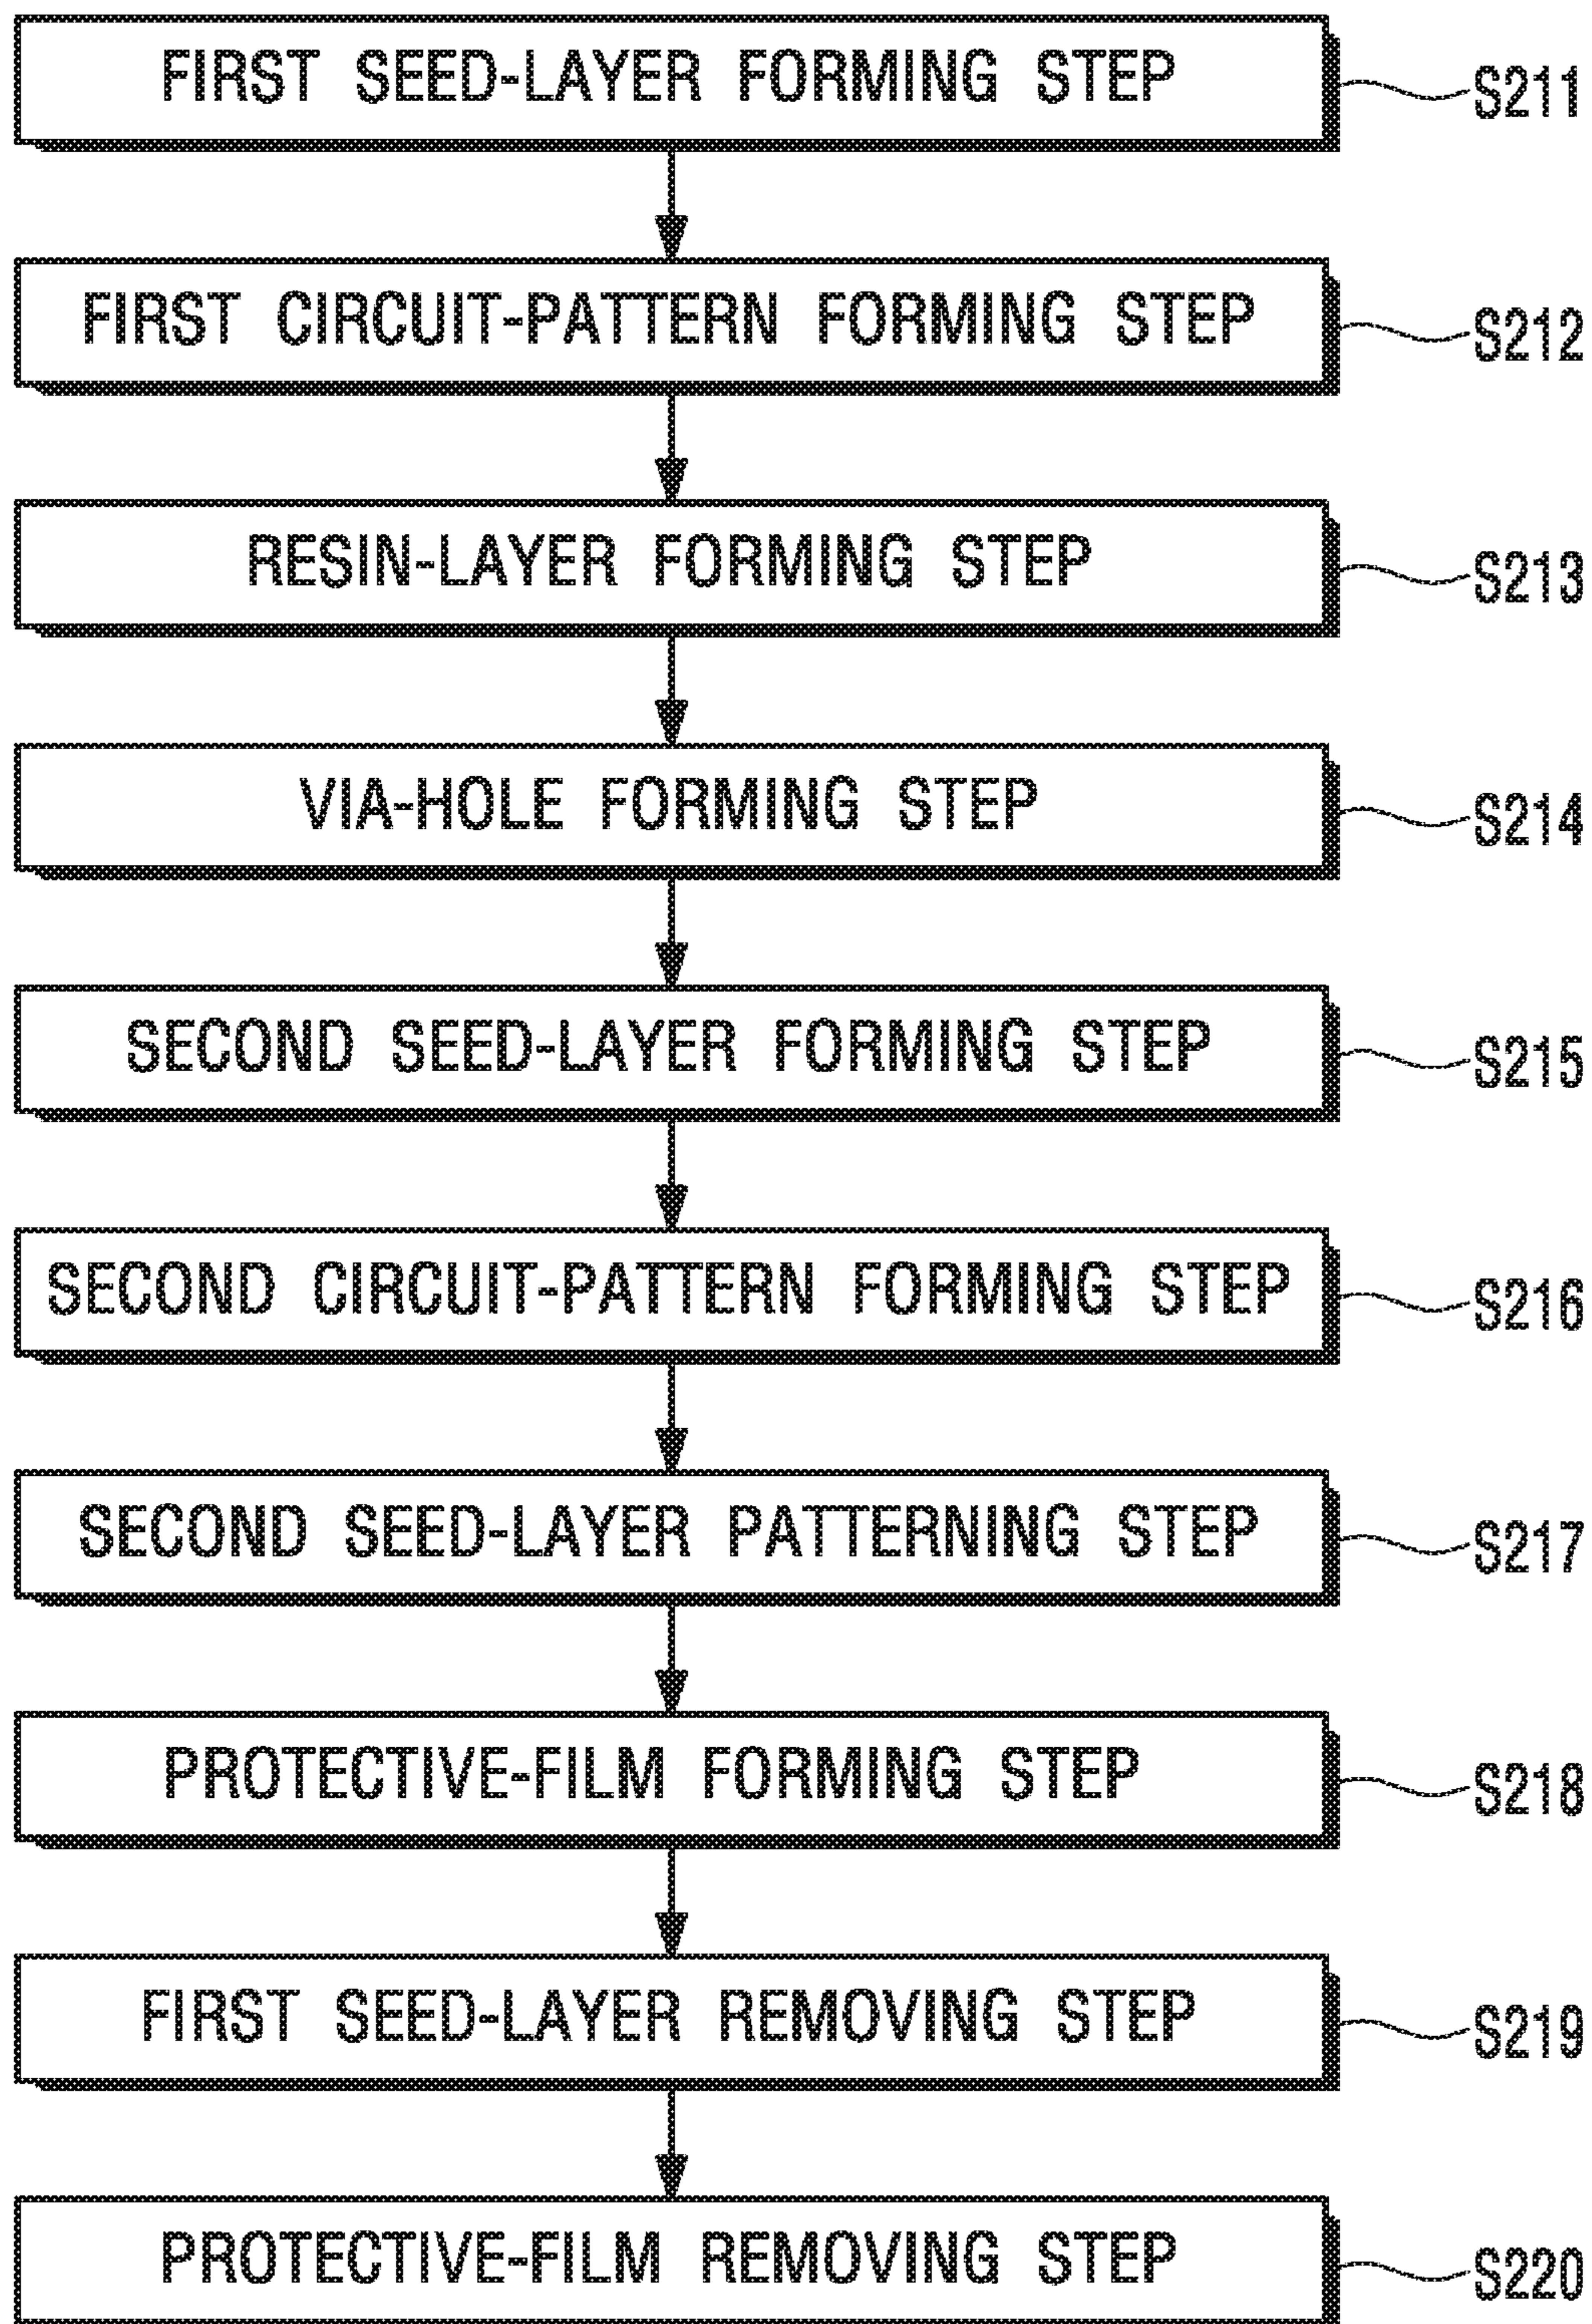 FIRST SEED-LAYER FORMING STEP S211
FIRST CIRCUIT-PATTERN FORMING STEP S212
RESIN-LAYER FORMING STEP S213
VIA-HOLE FORMING STEP S214
SECOND SEED-LAYER FORMING STEP S215
SECOND CIRCUIT-PATTERN FORMING STEP S216
SECOND SEED-LAYER PATTERNING STEP S217
PROTECTIVE-FILM FORMING STEP S218
FIRST SEED-LAYER REMOVING STEP S219
PROTECTIVE-FILM REMOVING STEP S220